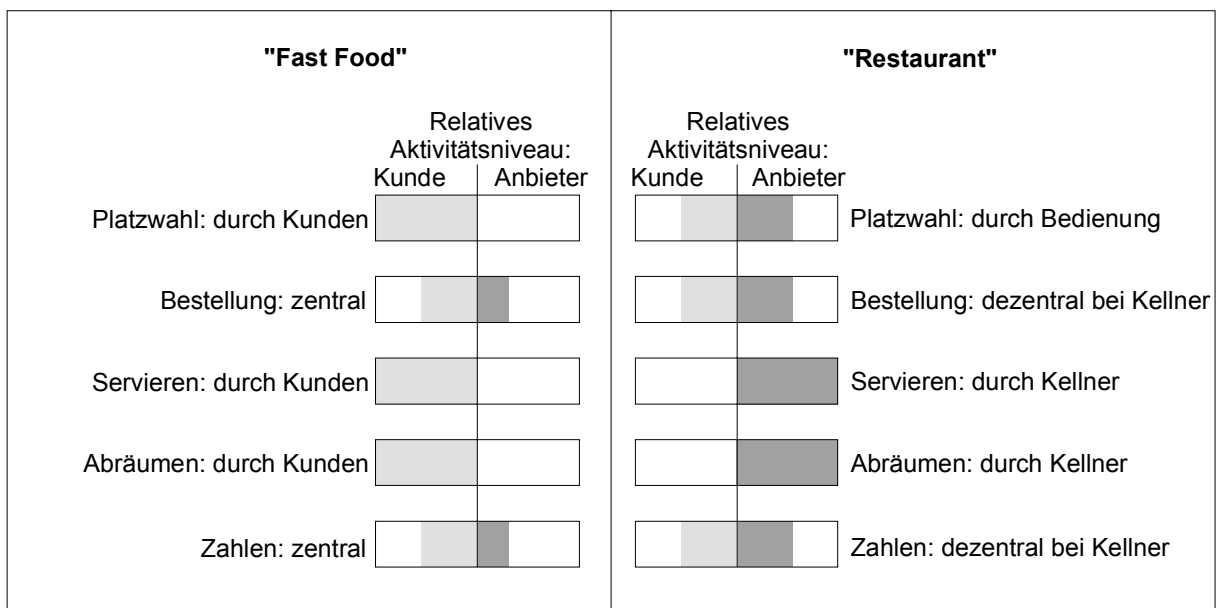 "Fast Food"
Relatives
Aktivitätsniveau:
Kunde Anbieter
Platzwahl: durch Kunden
Bestellung: zentral
Servieren: durch Kunden
Abräumen: durch Kunden
Zahlen: zentral
"Restaurant"
Relatives
Aktivitätsniveau:
Kunde Anbieter
Platzwahl: durch Bedienung
Bestellung: dezentral bei Kellner
Servieren: durch Kellner
Abräumen: durch Kellner
Zahlen: dezentral bei Kellner